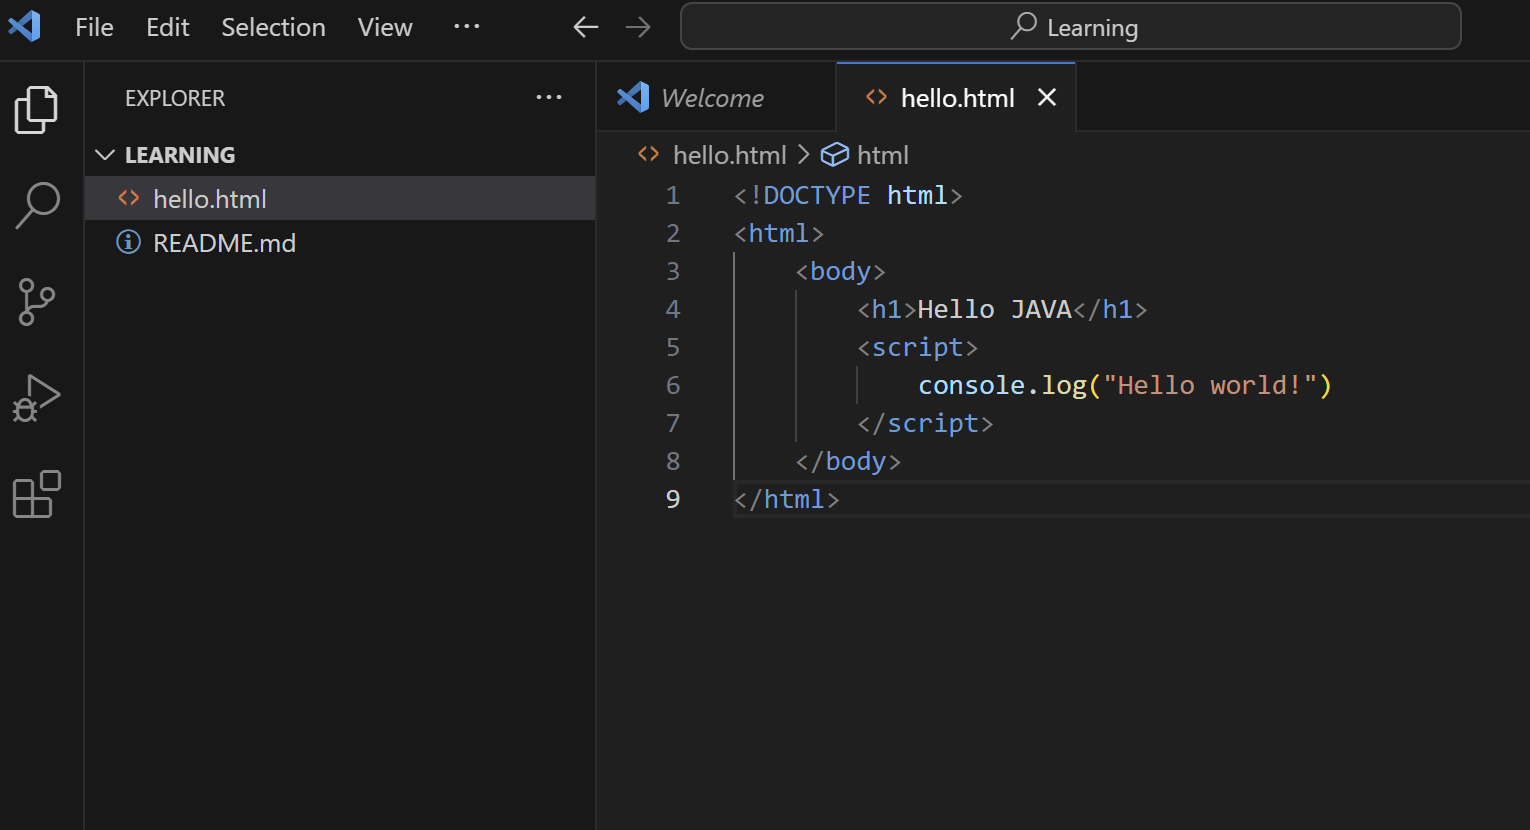 File Edit Selection View ··· Learning
EXPLORER ···
LEARNING
hello.html
README.md
Welcome hello.html
hello.html > html
1 <!DOCTYPE html>
2 <html>
3     <body>
4         <h1>Hello JAVA</h1>
5         <script>
6             console.log("Hello world!")
7         </script>
8     </body>
9 </html>